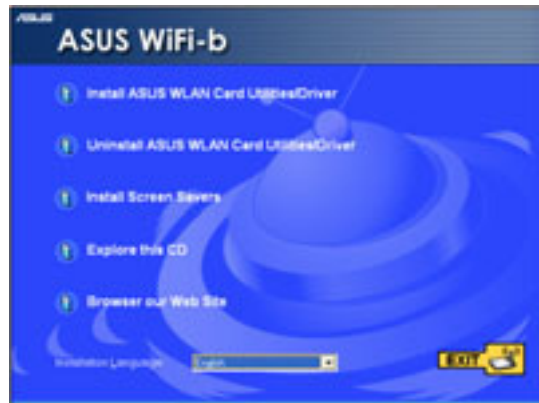 ASUS
ASUS WiFi-b
Install ASUS WLAN Card Utilities/Driver
Uninstall ASUS WLAN Card Utilities/Driver
Install Screen Savers
Explore this CD
Browser our Web Site
Installation Language:
English
EXIT